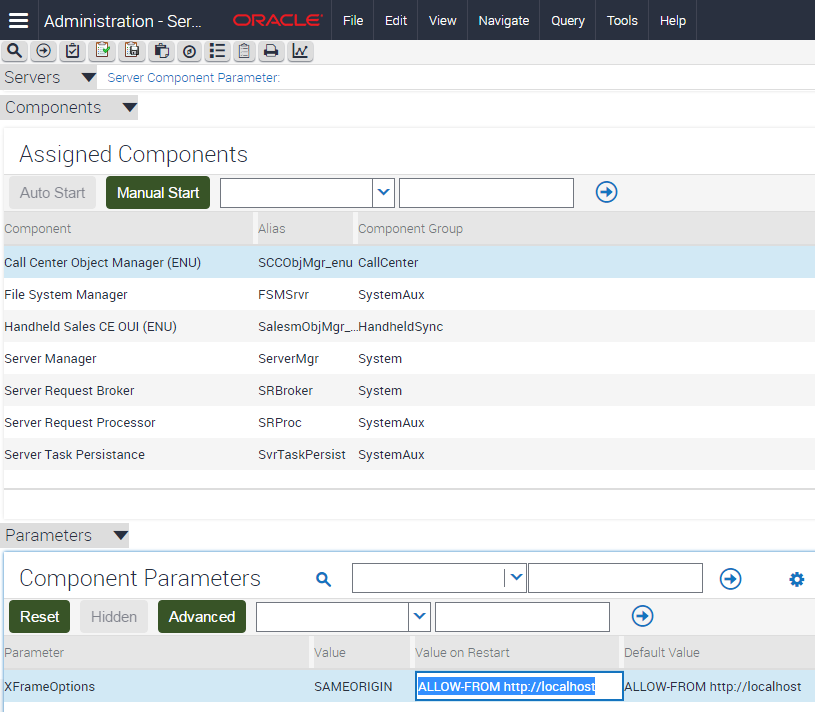 Administration - Ser... ORACLE File Edit View Navigate Query Tools Help
Servers Server Component Parameter:
Components
Assigned Components
Auto Start Manual Start
Component Alias Component Group
Call Center Object Manager (ENU) SCCObjMgr_enu CallCenter
File System Manager FSMSrvr SystemAux
Handheld Sales CE OUI (ENU) SalesmObjMgr_... HandheldSync
Server Manager ServerMgr System
Server Request Broker SRBroker System
Server Request Processor SRProc SystemAux
Server Task Persistance SvrTaskPersist SystemAux
Parameters
Component Parameters
Reset Hidden Advanced
Parameter Value Value on Restart Default Value
XFrameOptions SAMEORIGIN ALLOW-FROM http://localhost ALLOW-FROM http://localhost